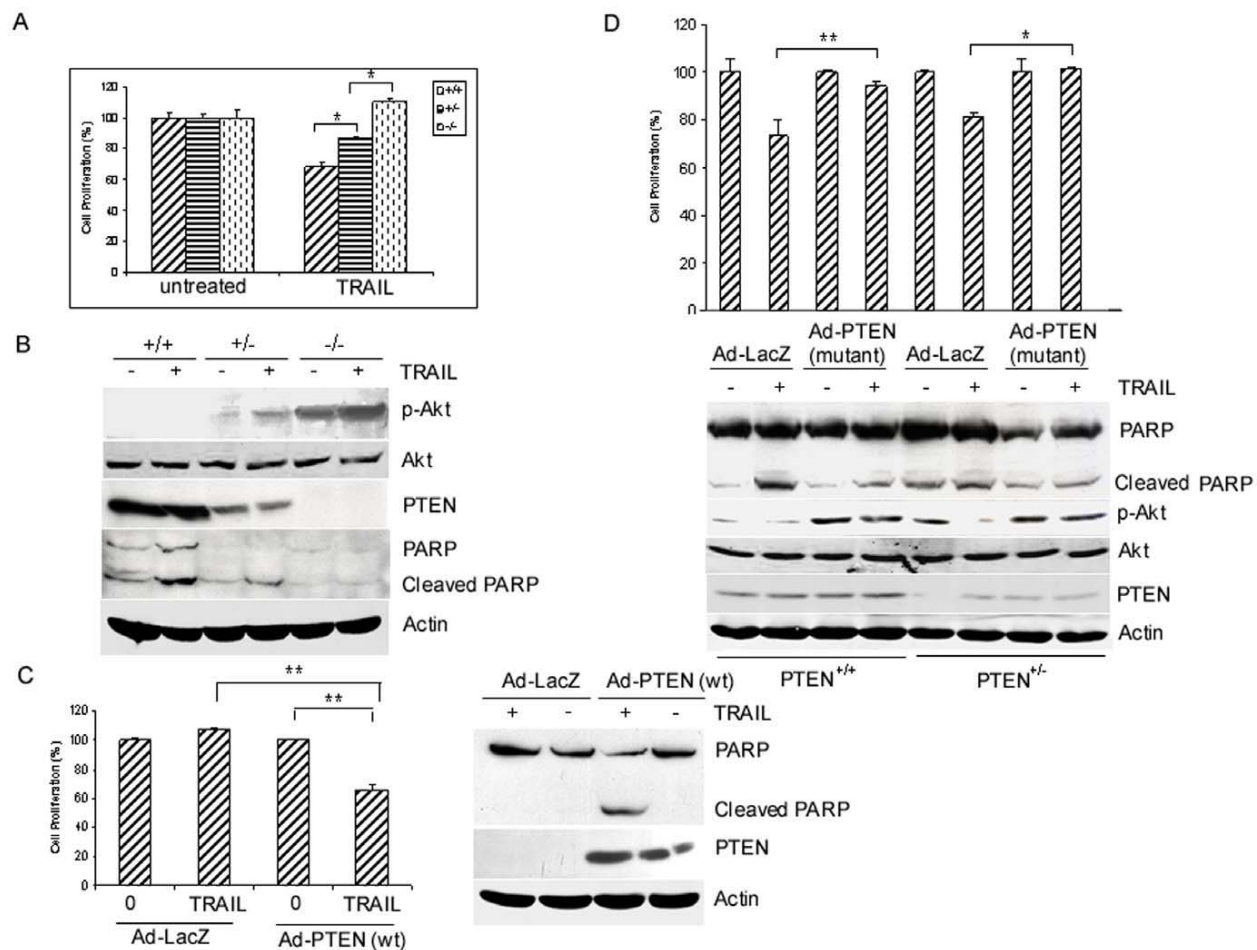 A
120
100
80
60
40
20
0
Cell Proliferation (%)
* *
+/+
+/-
-/-
untreated TRAIL
B
+/+ +/- -/-
- + - + - + TRAIL
p-Akt
Akt
PTEN
PARP
Cleaved PARP
Actin
C
120
100
80
60
40
20
0
Cell Proliferation (%)
**
**
0 TRAIL 0 TRAIL
Ad-LacZ Ad-PTEN (wt)
Ad-LacZ Ad-PTEN (wt)
+ - + - TRAIL
PARP
Cleaved PARP
PTEN
Actin
D
120
100
80
60
40
20
0
Cell Proliferation (%)
** *
Ad-LacZ Ad-PTEN (mutant) Ad-LacZ Ad-PTEN (mutant)
- + - + - + - + TRAIL
PARP
Cleaved PARP
p-Akt
Akt
PTEN
Actin
PTEN+/+ PTEN+/-